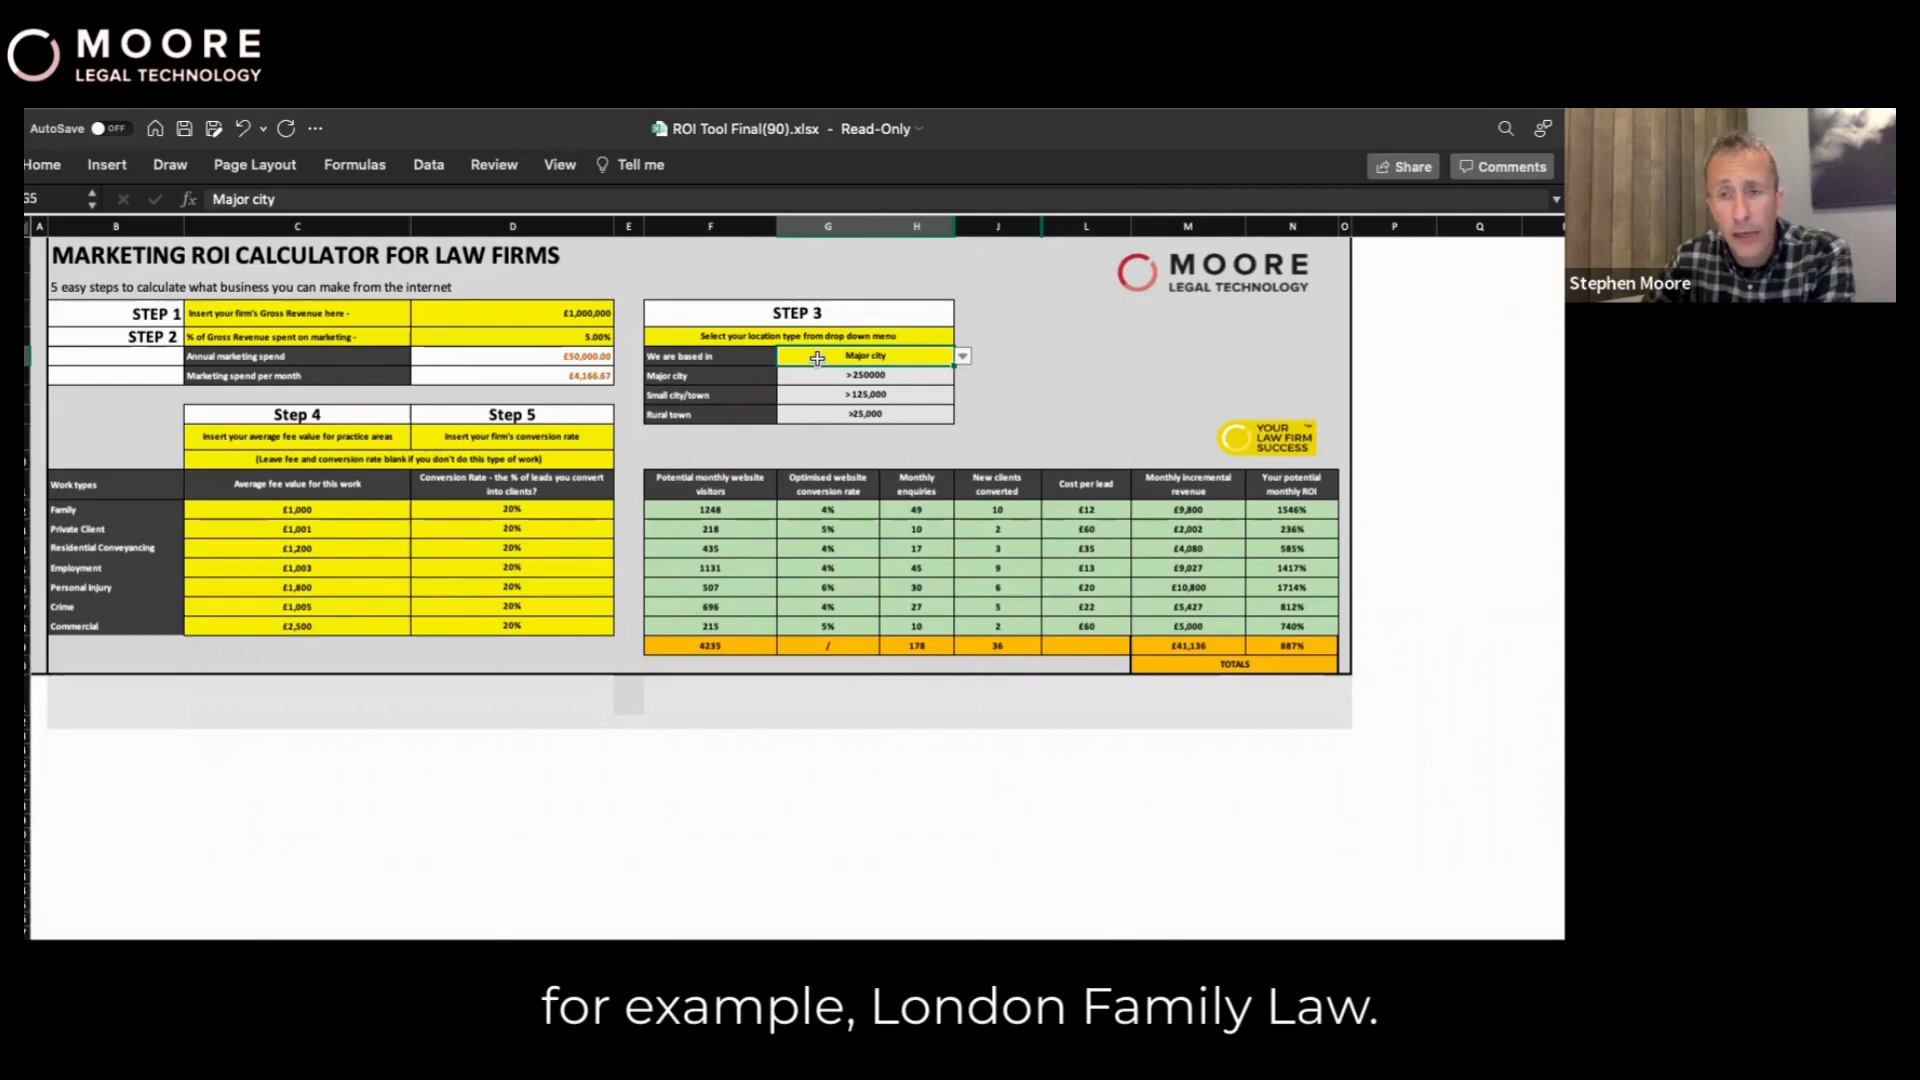 MOORE
LEGAL TECHNOLOGY
AutoSave OFF
ROI Tool Final(90).xlsx - Read-Only
Home Insert Draw Page Layout Formulas Data Review View Tell me
Share Comments
G5 fx Major city
A B C D E F G H J L M N O P Q
MARKETING ROI CALCULATOR FOR LAW FIRMS
5 easy steps to calculate what business you can make from the internet
MOORE
LEGAL TECHNOLOGY
Stephen Moore
STEP 1 Insert your firm's Gross Revenue here - £1,000,000
STEP 2 % of Gross Revenue spent on marketing - 5.00%
Annual marketing spend £50,000.00
Marketing spend per month £4,166.67
STEP 3
Select your location type from drop down menu
We are based in Major city
Major city >250000
Small city/town >125,000
Rural town >25,000
YOUR ™
LAW FIRM
SUCCESS
Step 4 Step 5
Insert your average fee value for practice areas Insert your firm's conversion rate
(Leave fee and conversion rate blank if you don't do this type of work)
Work types Average fee value for this work Conversion Rate - the % of leads you convert into clients? Potential monthly website visitors Optimised website conversion rate Monthly enquiries New clients converted Cost per lead Monthly incremental revenue Your potential monthly ROI
Family £1,000 20% 1248 4% 49 10 £12 £9,800 1546%
Private Client £1,001 20% 218 5% 10 2 £60 £2,002 236%
Residential Conveyancing £1,200 20% 435 4% 17 3 £35 £4,080 585%
Employment £1,003 20% 1131 4% 45 9 £13 £9,027 1417%
Personal Injury £1,800 20% 507 6% 30 6 £20 £10,800 1714%
Crime £1,005 20% 696 4% 27 5 £22 £5,427 812%
Commercial £2,500 20% 215 5% 10 2 £60 £5,000 740%
4235 / 178 36 £41,136 887%
TOTALS
for example, London Family Law.